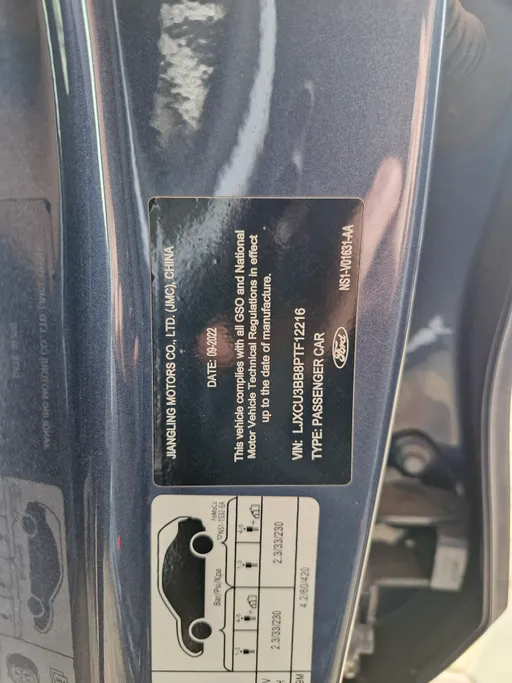 JIANGLING MOTORS CO., LTD. (JMC), CHINA
DATE: 09-2022
This vehicle complies with all GSO and National
Motor Vehicle Technical Regulations in effect
up to the date of manufacture.
VIN: LJXCU3BB8PTF12216
TYPE: PASSENGER CAR
Ford
NS1-V01631-AA
FoMoCo
Bar/Psi/Kpa
2.3/33/230
2.3/33/230
4.2/60/420